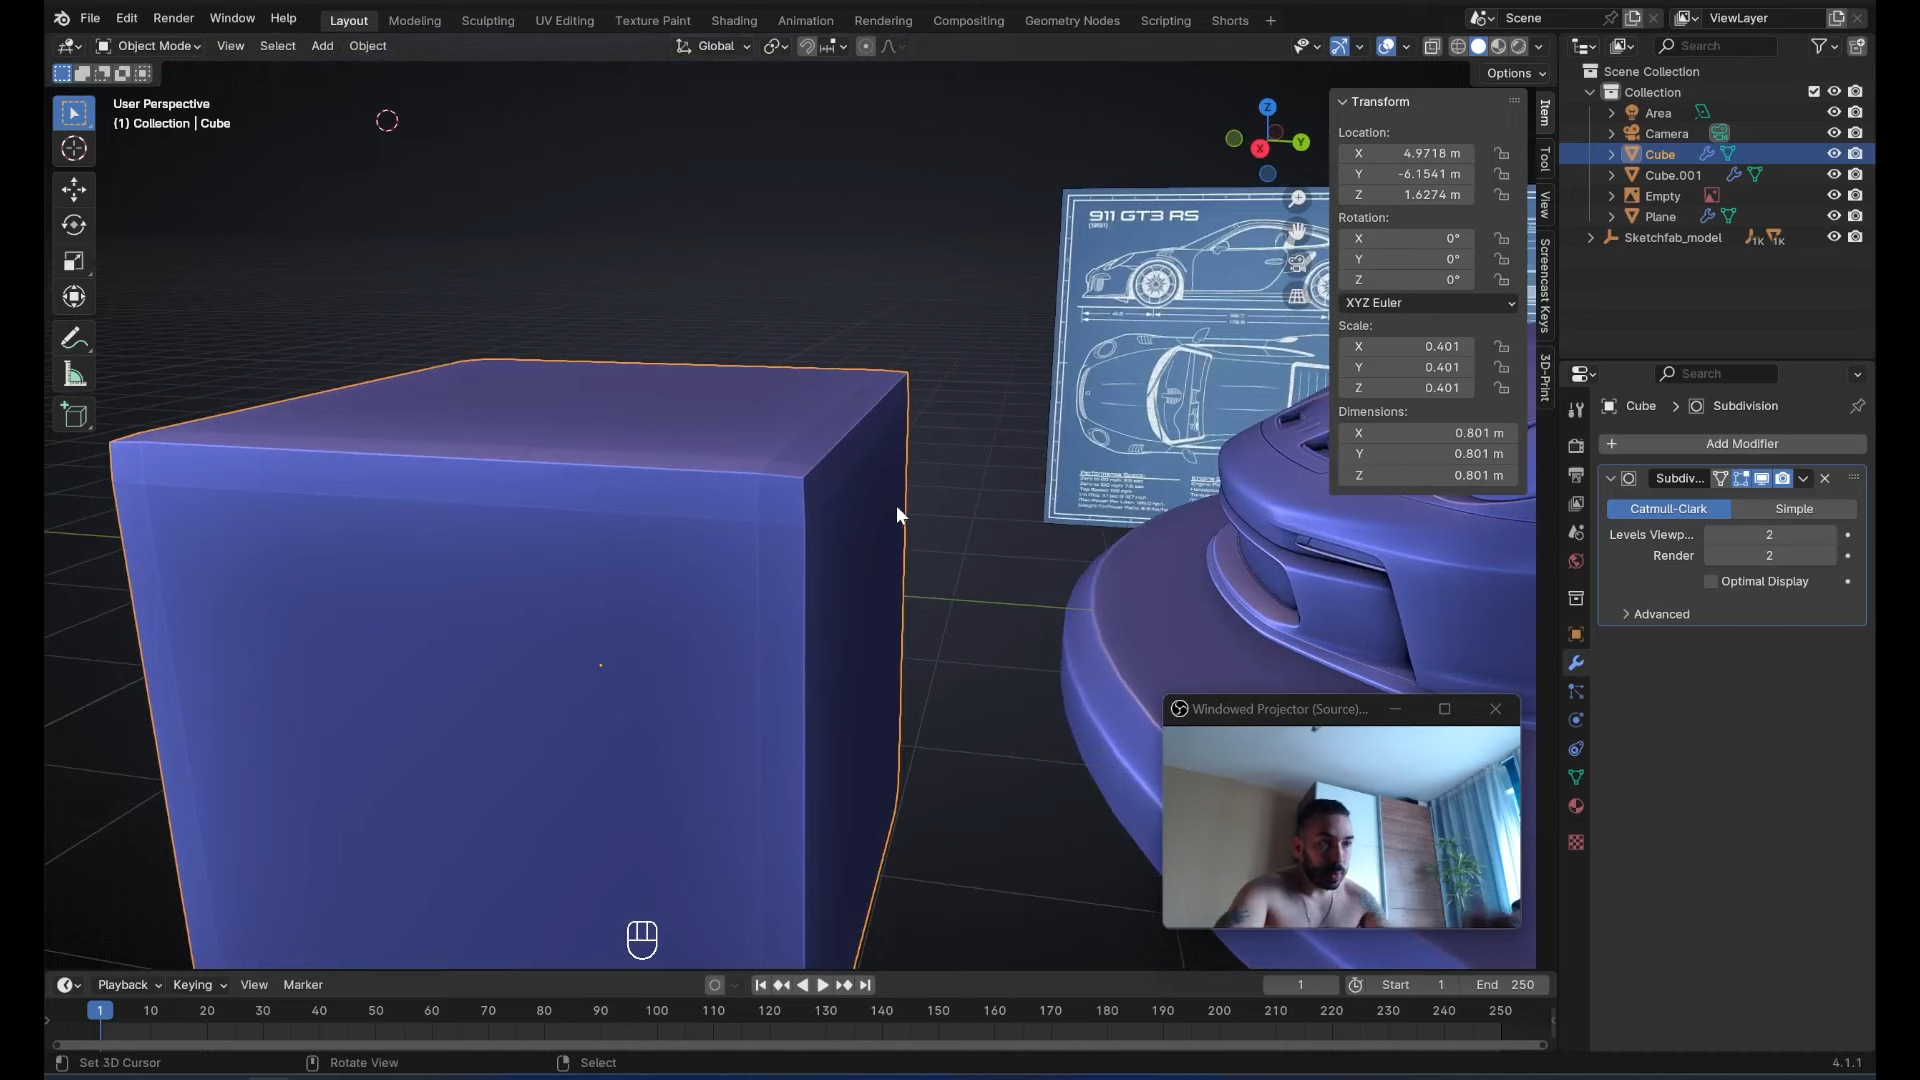 File Edit Render Window Help
Layout Modeling Sculpting UV Editing Texture Paint Shading Animation Rendering Compositing Geometry Nodes Scripting Shorts +
Scene
ViewLayer
Object Mode View Select Add Object
Global
Search
Options
User Perspective
(1) Collection | Cube
Z
Y
X
Transform
Location:
X 4.9718 m
Y -6.1541 m
Z 1.6274 m
Rotation:
X 0°
Y 0°
Z 0°
XYZ Euler
Scale:
X 0.401
Y 0.401
Z 0.401
Dimensions:
X 0.801 m
Y 0.801 m
Z 0.801 m
Item
Tool
View
Screencast Keys
3D-Print
911 GT3 RS
Scene Collection
Collection
Area
Camera
Cube
Cube.001
Empty
Plane
Sketchfab_model 1K 1K
Search
Cube > Subdivision
+ Add Modifier
Subdiv...
Catmull-Clark Simple
Levels Viewp... 2
Render 2
Optimal Display
Advanced
Windowed Projector (Source)...
Playback Keying View Marker
1 Start 1 End 250
1 10 20 30 40 50 60 70 80 90 100 110 120 130 140 150 160 170 180 190 200 210 220 230 240 250
Set 3D Cursor Rotate View Select
4.1.1